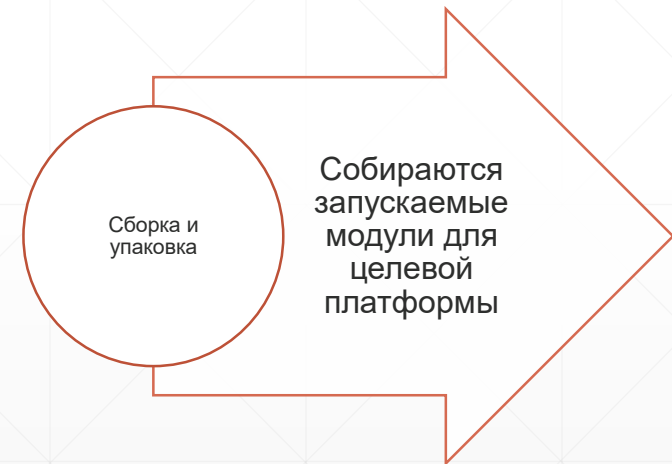 Сборка и
упаковка
Собираются
запускаемые
модули для
целевой
платформы